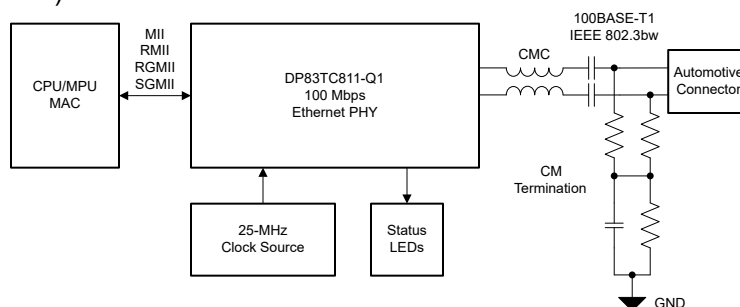 )
100BASE-T1
IEEE 802.3bw
MII
RMII
RGMII
SGMII
CMC
CPU/MPU
MAC
DP83TC811-Q1
100 Mbps
Ethernet PHY
Automotive
Connector
CM
Termination
25-MHz
Clock Source
Status
LEDs
GND